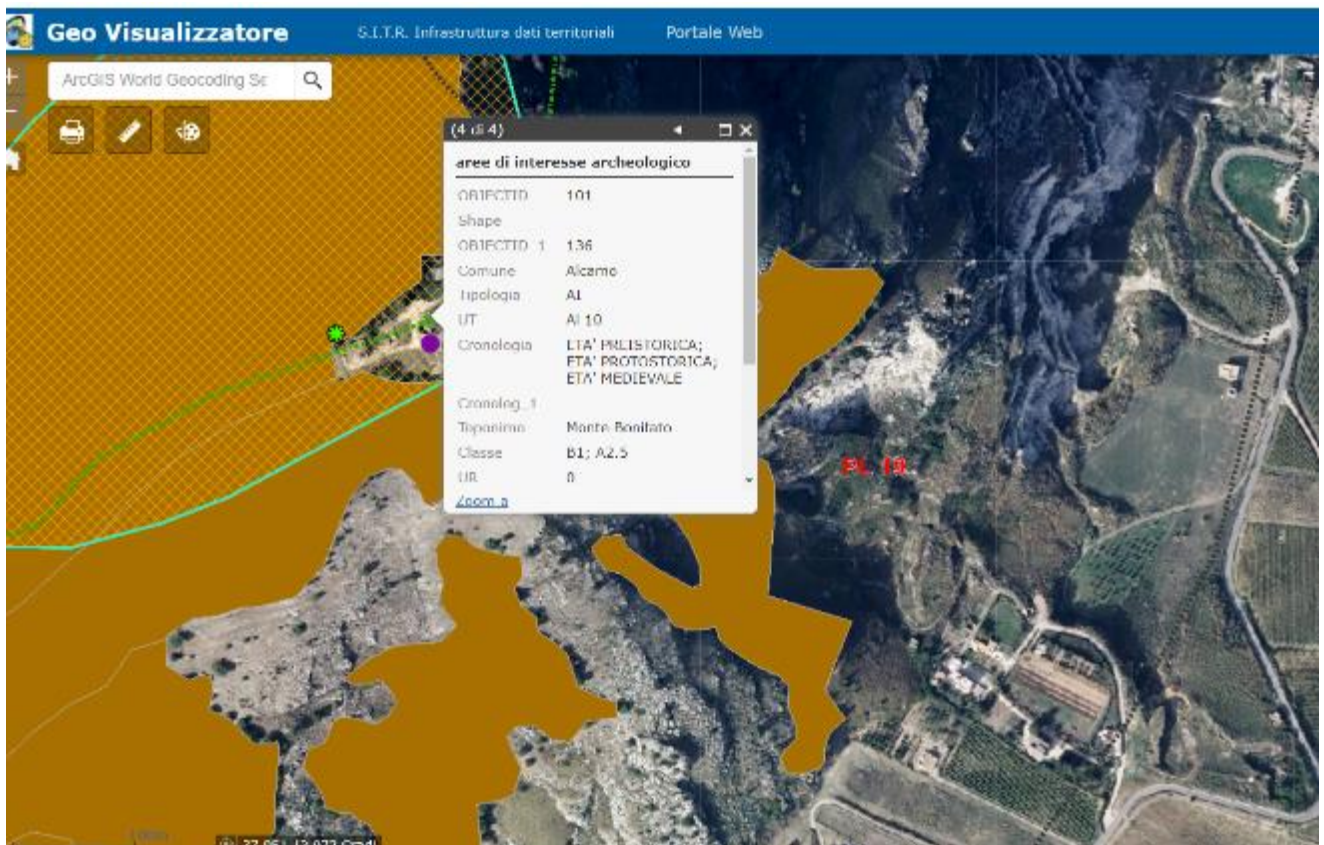 Geo Visualizzatore
S.I.T.R. Infrastruttura dati territoriali
Portale Web
ArcGIS World Geocoding Se
(4 di 4)
aree di interesse archeologico
OBJECTID 101
Shape
OBJECTID_1 136
Comune Alcamo
Tipologia AI
UT AI 10
Cronologia ETA' PREISTORICA;
ETA' PROTOSTORICA;
ETA' MEDIEVALE
Cronolog_1
Toponimo Monte Bonifato
Classe B1; A2.5
UR 0
Zoom a
PL 19